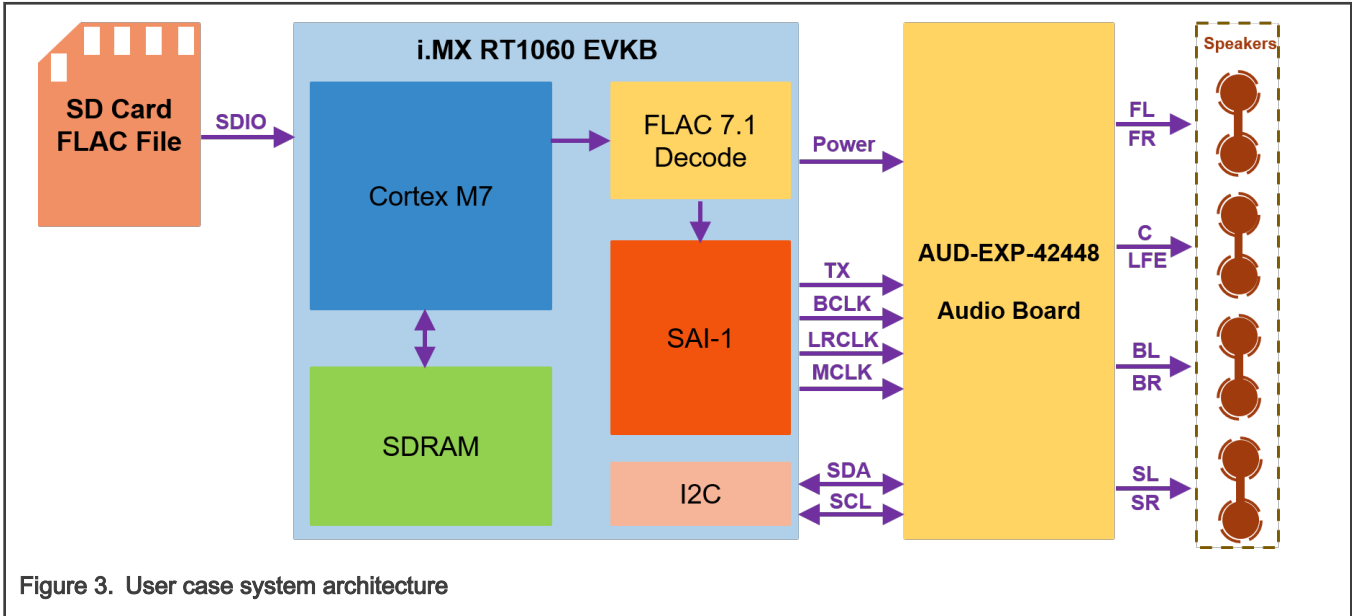 SD Card
FLAC File
SDIO
i.MX RT1060 EVKB
Cortex M7
SDRAM
FLAC 7.1
Decode
SAI-1
I2C
Power
TX
BCLK
LRCLK
MCLK
SDA
SCL
AUD-EXP-42448
Audio Board
FL
FR
C
LFE
BL
BR
SL
SR
Speakers
Figure 3. User case system architecture